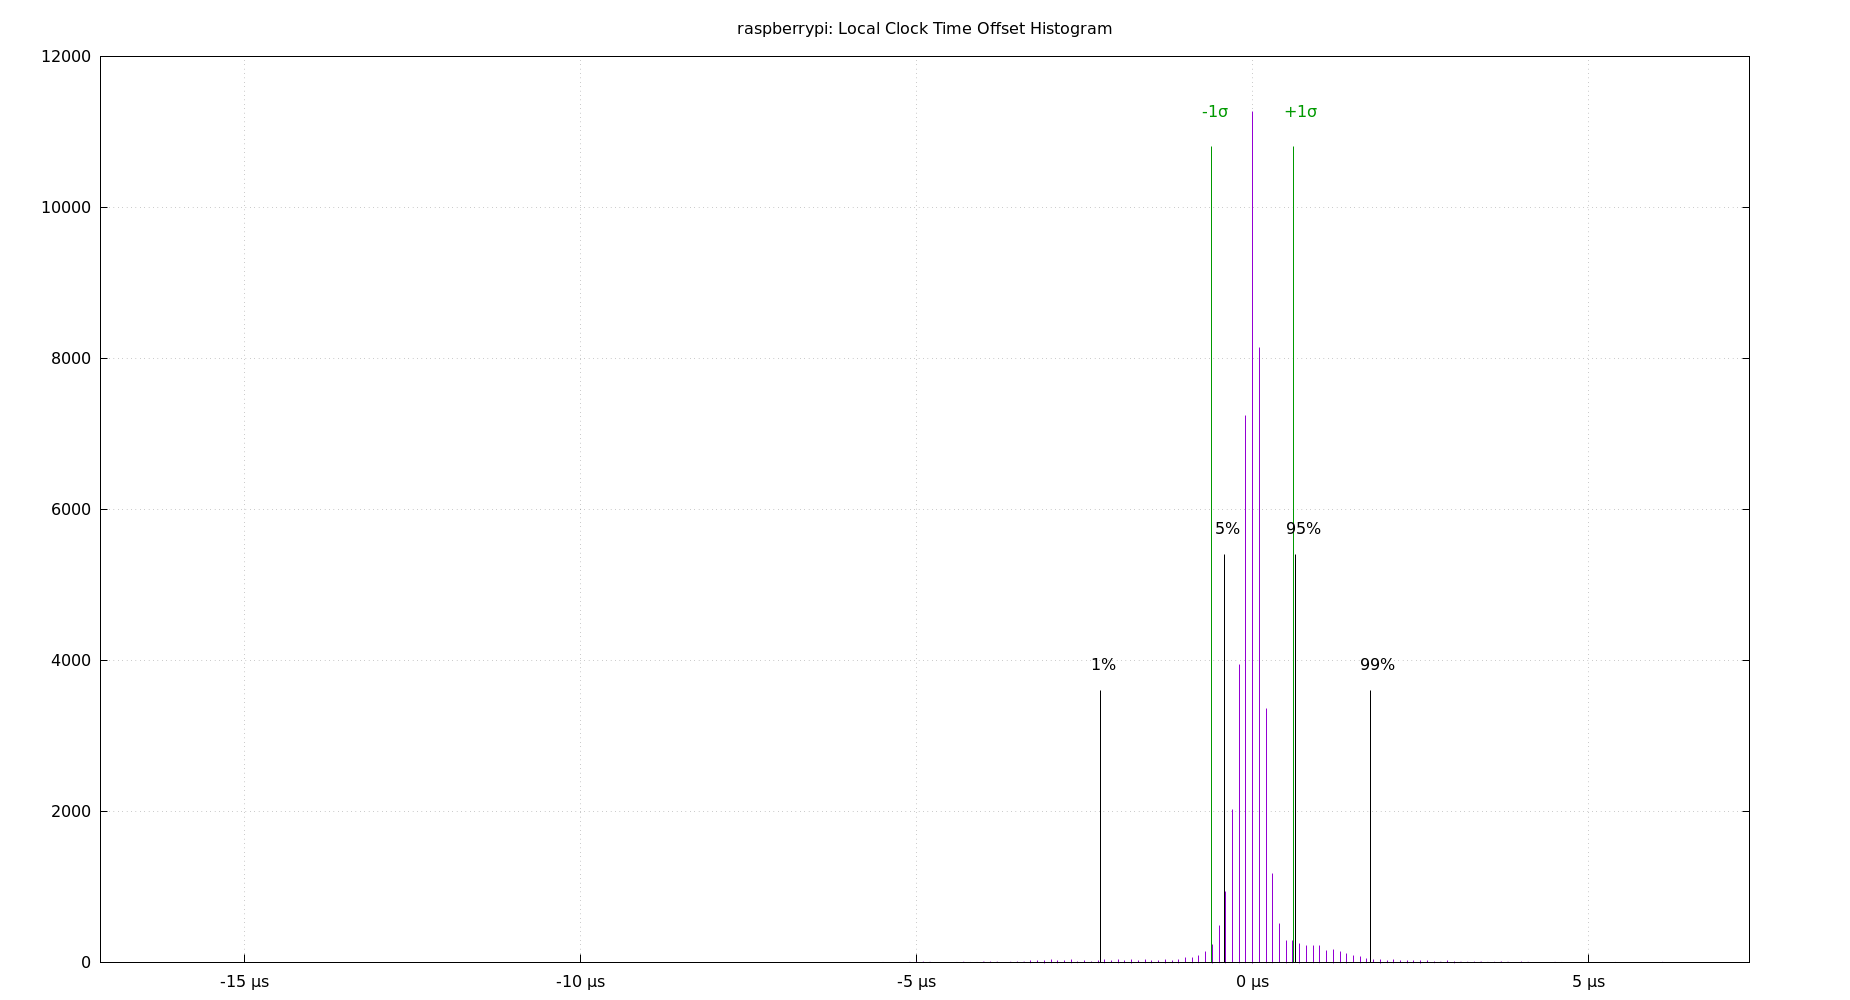 raspberrypi: Local Clock Time Offset Histogram
12000
-1σ
+1σ
10000
8000
6000
5%
95%
4000
1%
99%
2000
0
-15 µs
-10 µs
-5 µs
0 µs
5 µs